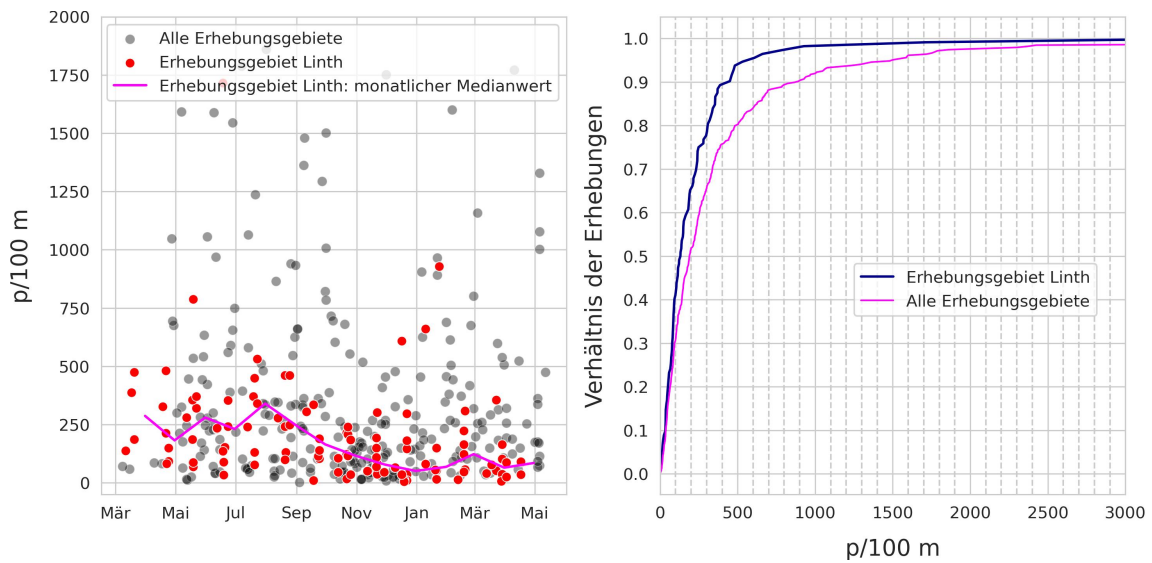 2000
1750
1500
1250
1000
750
500
250
0
p/100 m
Alle Erhebungsgebiete
Erhebungsgebiet Linth
Erhebungsgebiet Linth: monatlicher Medianwert
Mär Mai Jul Sep Nov Jan Mär Mai
1.0
0.9
0.8
0.7
0.6
0.5
0.4
0.3
0.2
0.1
0.0
Verhältnis der Erhebungen
Erhebungsgebiet Linth
Alle Erhebungsgebiete
0 500 1000 1500 2000 2500 3000
p/100 m